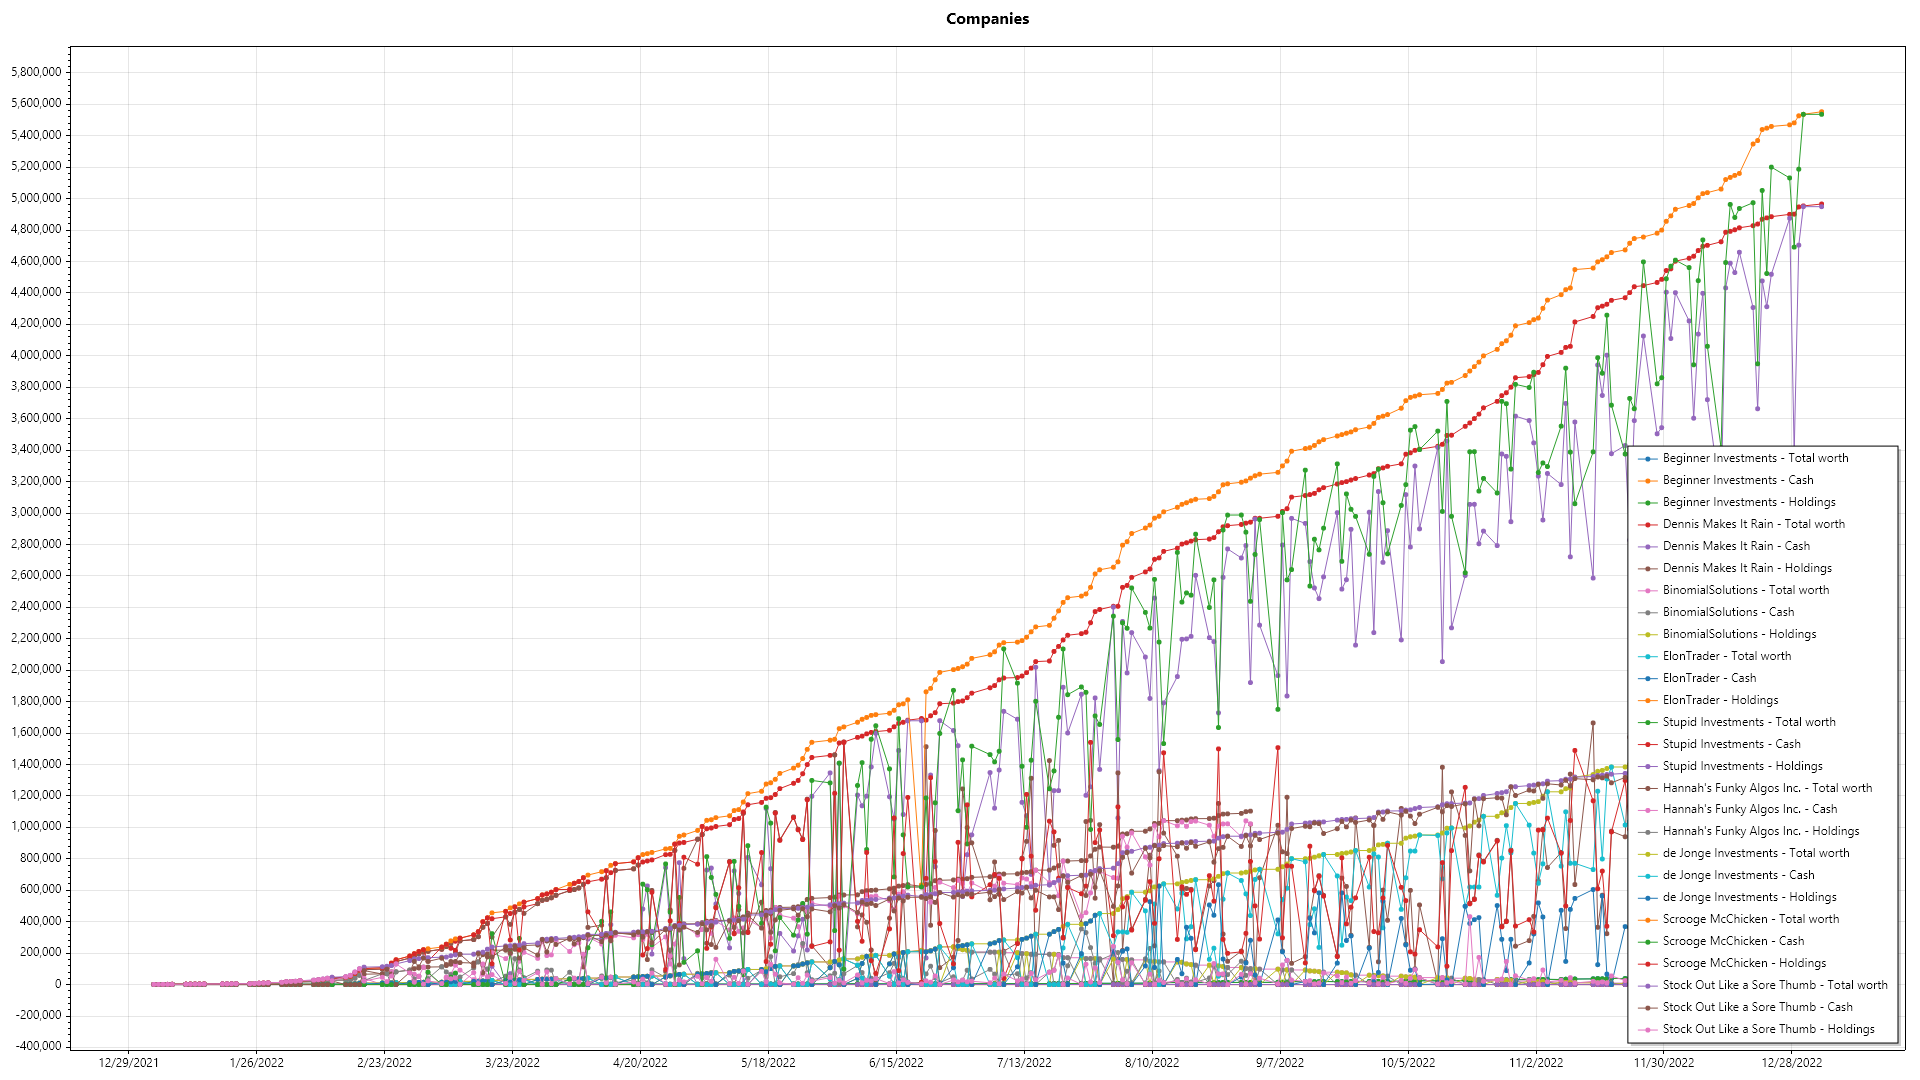 Companies
5,800,000
5,600,000
5,400,000
5,200,000
5,000,000
4,800,000
4,600,000
4,400,000
4,200,000
4,000,000
3,800,000
3,600,000
3,400,000
3,200,000
3,000,000
2,800,000
2,600,000
2,400,000
2,200,000
2,000,000
1,800,000
1,600,000
1,400,000
1,200,000
1,000,000
800,000
600,000
400,000
200,000
0
-200,000
-400,000
12/29/2021 1/26/2022 2/23/2022 3/23/2022 4/20/2022 5/18/2022 6/15/2022 7/13/2022 8/10/2022 9/7/2022 10/5/2022 11/2/2022 11/30/2022 12/28/2022
Beginner Investments - Total worth
Beginner Investments - Cash
Beginner Investments - Holdings
Dennis Makes It Rain - Total worth
Dennis Makes It Rain - Cash
Dennis Makes It Rain - Holdings
BinomialSolutions - Total worth
BinomialSolutions - Cash
BinomialSolutions - Holdings
ElonTrader - Total worth
ElonTrader - Cash
ElonTrader - Holdings
Stupid Investments - Total worth
Stupid Investments - Cash
Stupid Investments - Holdings
Hannah's Funky Algos Inc. - Total worth
Hannah's Funky Algos Inc. - Cash
Hannah's Funky Algos Inc. - Holdings
de Jonge Investments - Total worth
de Jonge Investments - Cash
de Jonge Investments - Holdings
Scrooge McChicken - Total worth
Scrooge McChicken - Cash
Scrooge McChicken - Holdings
Stock Out Like a Sore Thumb - Total worth
Stock Out Like a Sore Thumb - Cash
Stock Out Like a Sore Thumb - Holdings